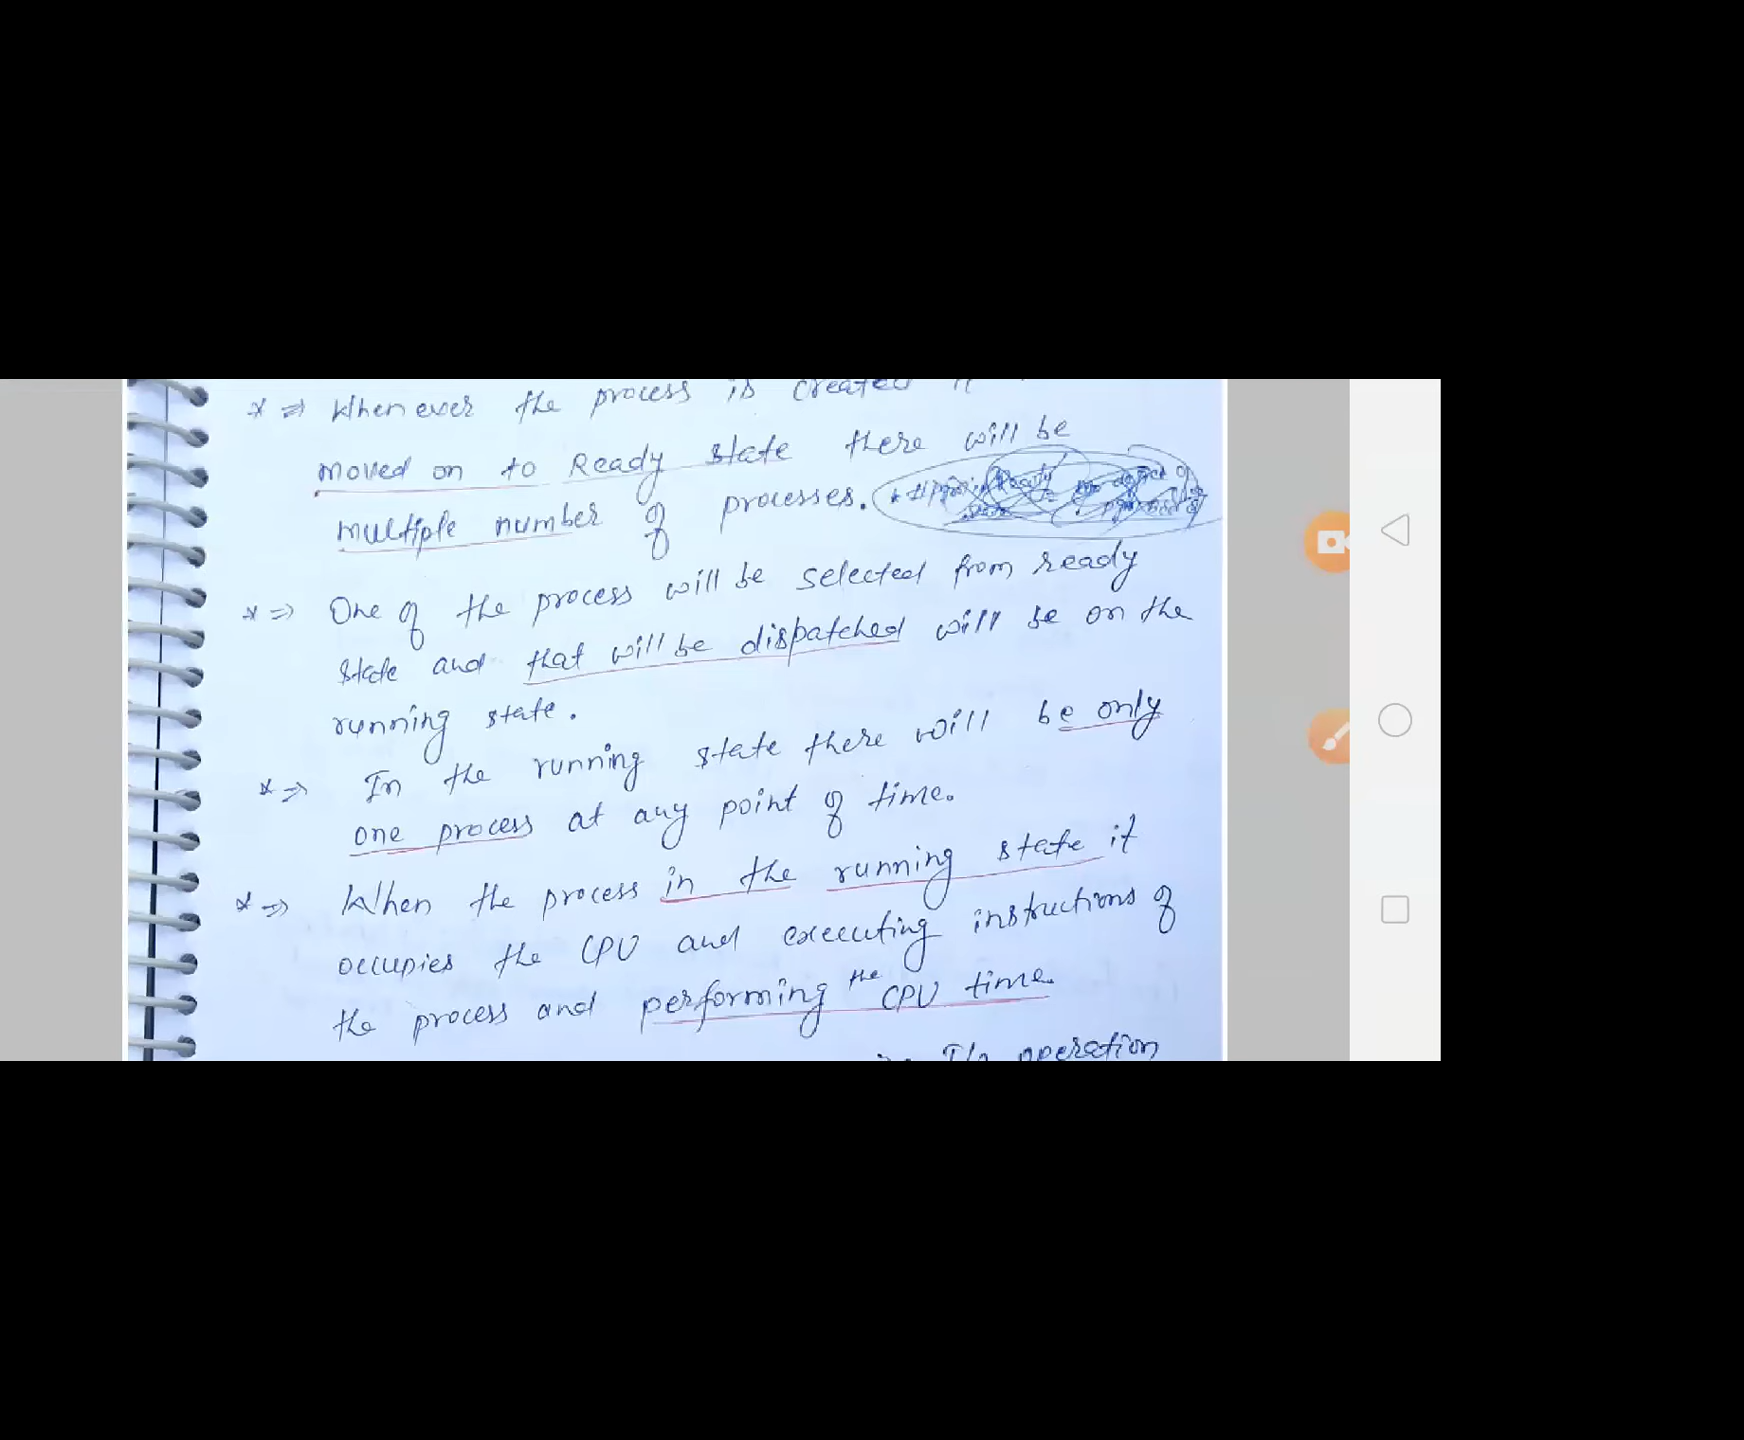 * => Whenever the process is created it
moved on to Ready state there will be
multiple number of processes.
* => One of the process will be selected from ready
state and that will be dispatched will be on the
running state.
* => In the running state there will be only
one process at any point of time.
* => When the process in the running state it
occupies the CPU and executing instructions of
the process and performing the CPU time.
I/o operation